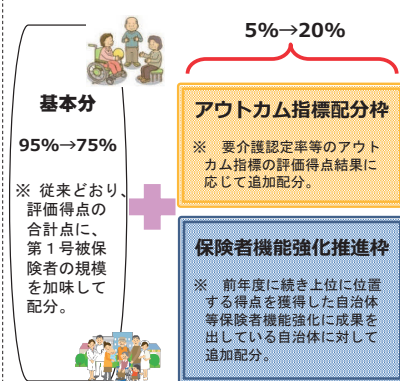 5%→20%
基本分
95%→75%
※ 従来どおり、
評価得点の
合計点に、
第１号被保
険者の規模
を加味して
配分。
アウトカム指標配分枠
※ 要介護認定率等のアウト
カム指標の評価得点結果に
応じて追加配分。
保険者機能強化推進枠
※ 前年度に続き上位に位置
する得点を獲得した自治体
等保険者機能強化に成果を
出している自治体に対して
追加配分。